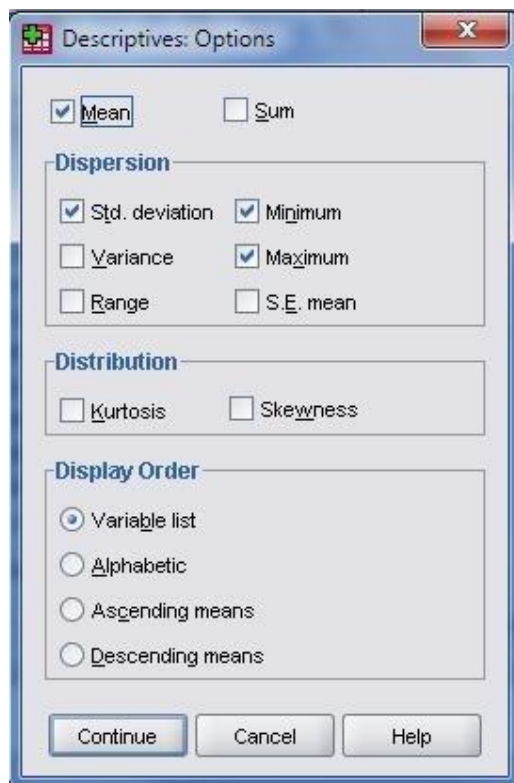 Descriptives: Options
Mean Sum
Dispersion
Std. deviation Minimum
Variance Maximum
Range S.E. mean
Distribution
Kurtosis Skewness
Display Order
Variable list
Alphabetic
Ascending means
Descending means
Continue Cancel Help